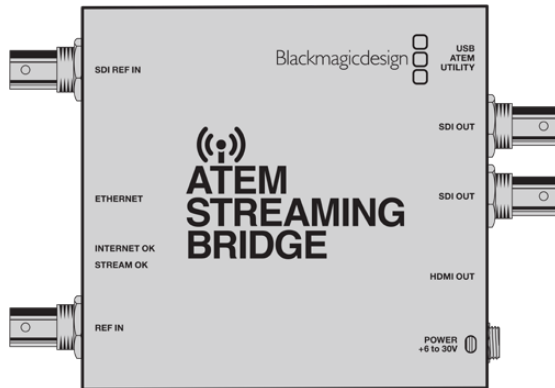 SDI REF IN
Blackmagicdesign
USB
ATEM
UTILITY
SDI OUT
ATEM
STREAMING
BRIDGE
ETHERNET
SDI OUT
INTERNET OK
STREAM OK
HDMI OUT
REF IN
POWER
+6 to 30V